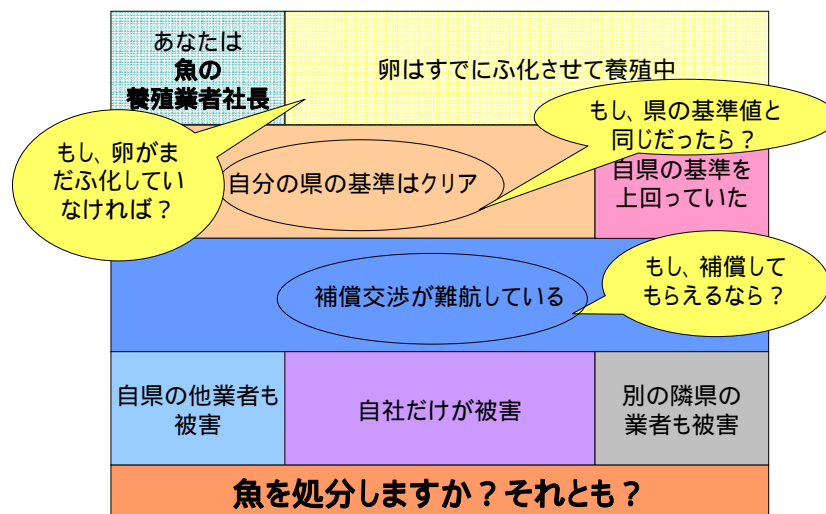 あなたは
魚の
養殖業者社長
卵はすでにふ化させて養殖中
もし、県の基準値と
同じだったら？
もし、卵がま
だふ化してい
なければ？
自分の県の基準はクリア
自県の基準を
上回っていた
補償交渉が難航している
もし、補償して
もらえるなら？
自県の他業者も
被害
自社だけが被害
別の隣県の
業者も被害
魚を処分しますか？それとも？